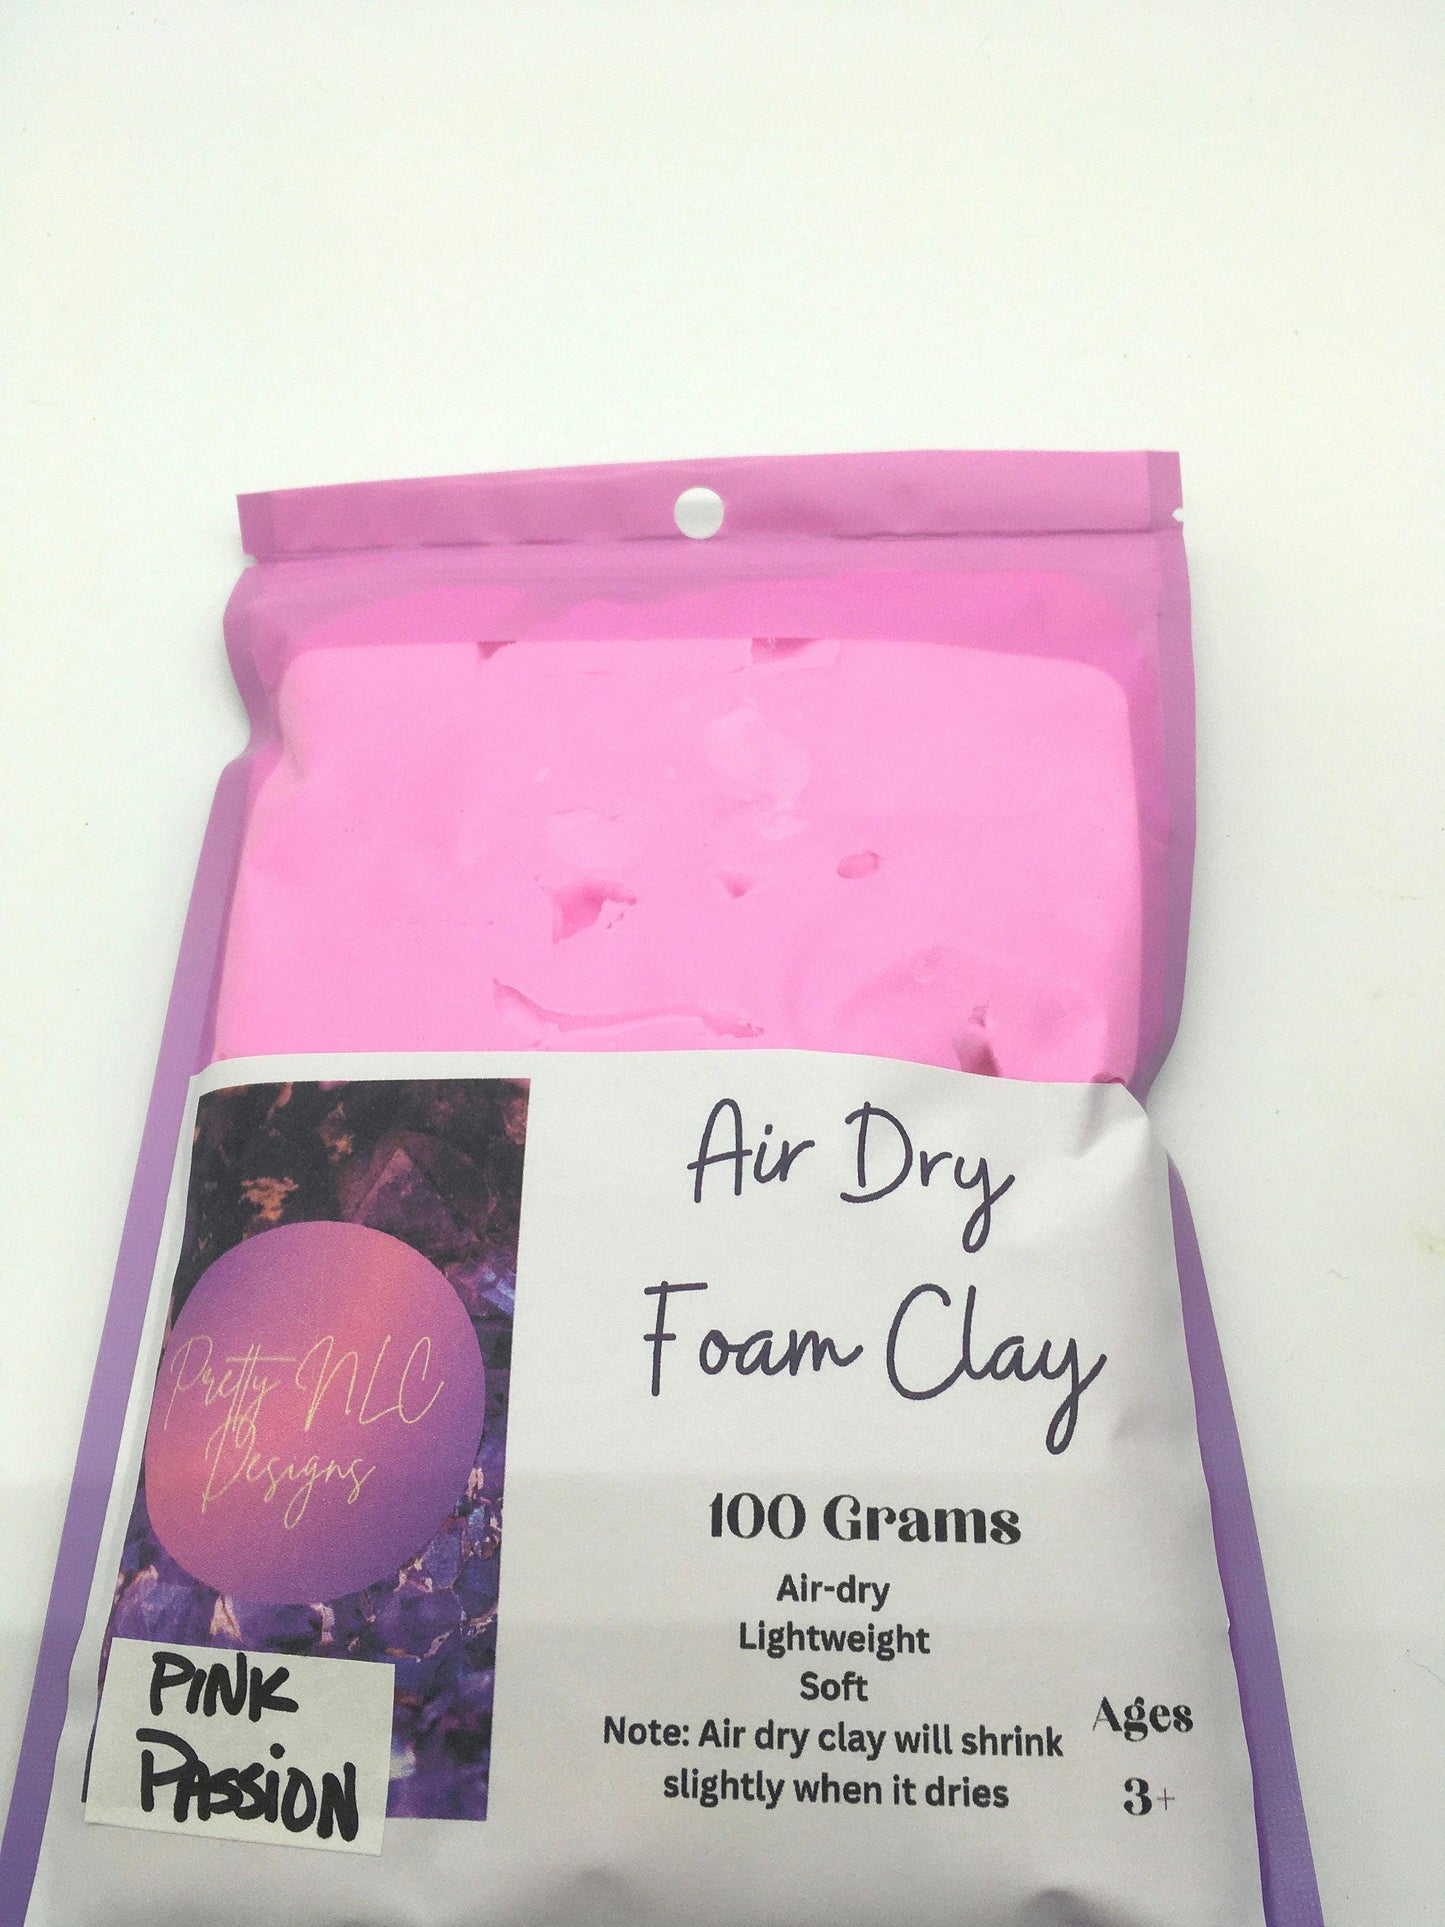 Air Dry
Foam Clay
Pretty NLC
Designs
100 Grams
Air-dry
Lightweight
Soft
Note: Air dry clay will shrink
slightly when it dries
Ages
3+
PINK
PASSION